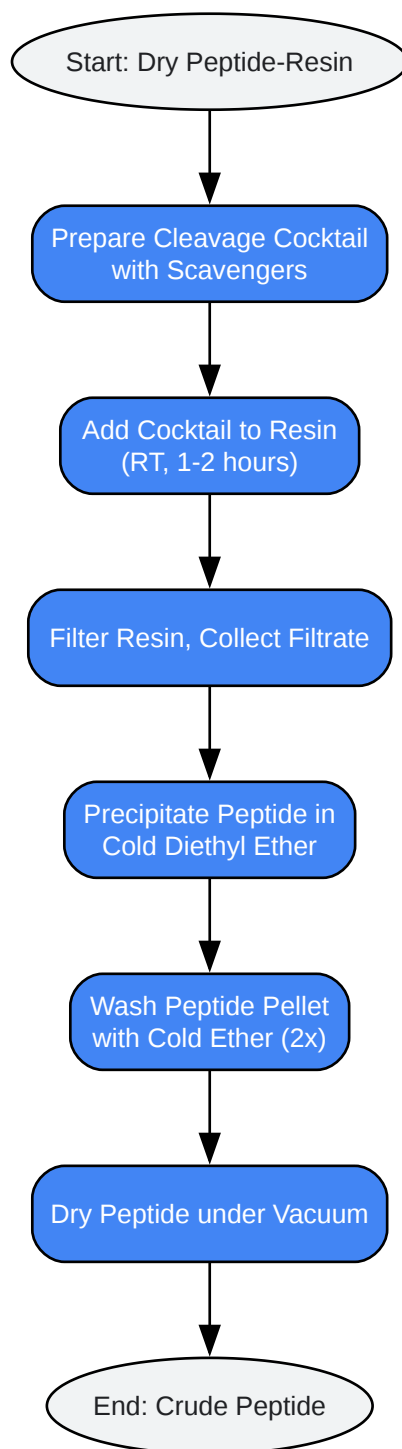 Start: Dry Peptide-Resin
Prepare Cleavage Cocktail
with Scavengers
Add Cocktail to Resin
(RT, 1-2 hours)
Filter Resin, Collect Filtrate
Precipitate Peptide in
Cold Diethyl Ether
Wash Peptide Pellet
with Cold Ether (2x)
Dry Peptide under Vacuum
End: Crude Peptide